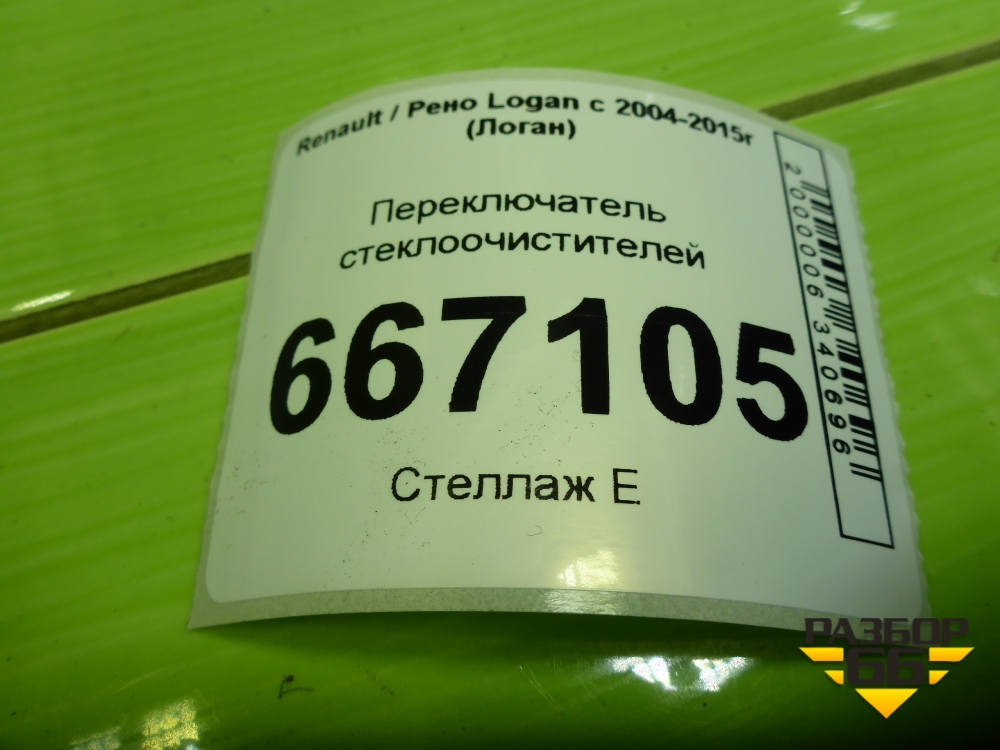 Renault / Рено Logan с 2004-2015г
(Логан)
Переключатель
стеклоочистителей
667105
Стеллаж Е
2000006340696
РАЗБОР
66